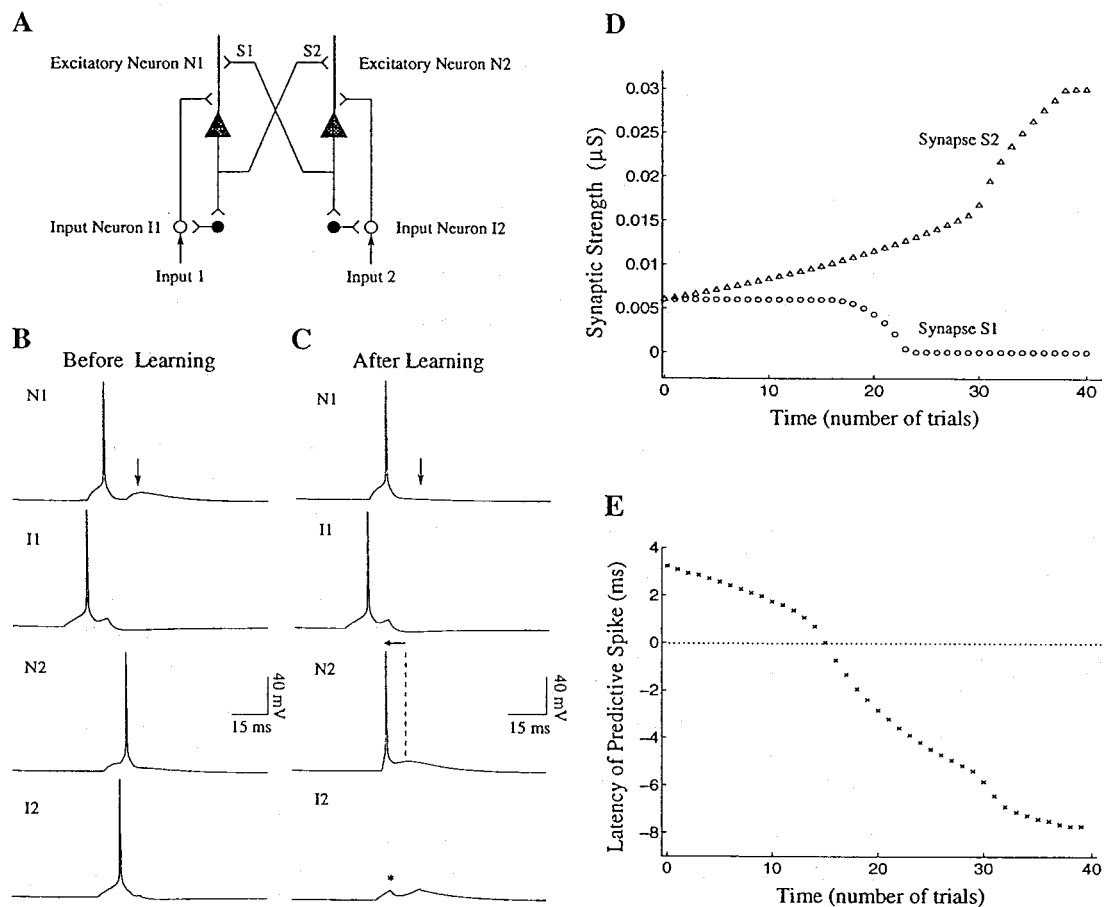 A
S1
S2
Excitatory Neuron N1
Excitatory Neuron N2
Input Neuron I1
Input Neuron I2
Input 1
Input 2
B
Before Learning
N1
I1
N2
40 mV
15 ms
I2
C
After Learning
N1
I1
N2
40 mV
15 ms
I2
*
D
Synaptic Strength (μS)
0.03
0.025
0.02
0.015
0.01
0.005
0
Synapse S2
Synapse S1
0
10
20
30
40
Time (number of trials)
E
Latency of Predictive Spike (ms)
4
2
0
−2
−4
−6
−8
0
10
20
30
40
Time (number of trials)